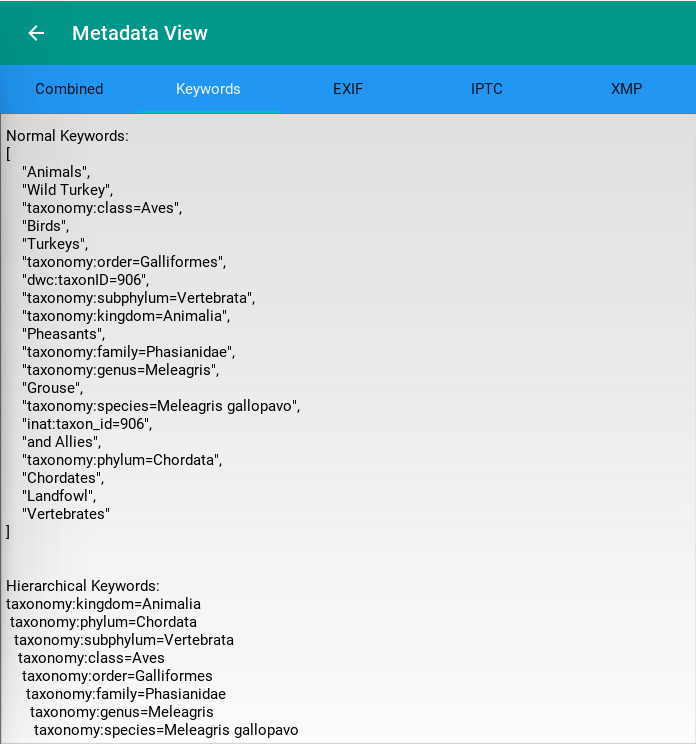 Metadata View
Combined Keywords EXIF IPTC XMP
Normal Keywords:
[
"Animals",
"Wild Turkey",
"taxonomy:class=Aves",
"Birds",
"Turkeys",
"taxonomy:order=Galliformes",
"dwc:taxonID=906",
"taxonomy:subphylum=Vertebrata",
"taxonomy:kingdom=Animalia",
"Pheasants",
"taxonomy:family=Phasianidae",
"taxonomy:genus=Meleagris",
"Grouse",
"taxonomy:species=Meleagris gallopavo",
"inat:taxon_id=906",
"and Allies",
"taxonomy:phylum=Chordata",
"Chordates",
"Landfowl",
"Vertebrates"
]
Hierarchical Keywords:
taxonomy:kingdom=Animalia
taxonomy:phylum=Chordata
taxonomy:subphylum=Vertebrata
taxonomy:class=Aves
taxonomy:order=Galliformes
taxonomy:family=Phasianidae
taxonomy:genus=Meleagris
taxonomy:species=Meleagris gallopavo